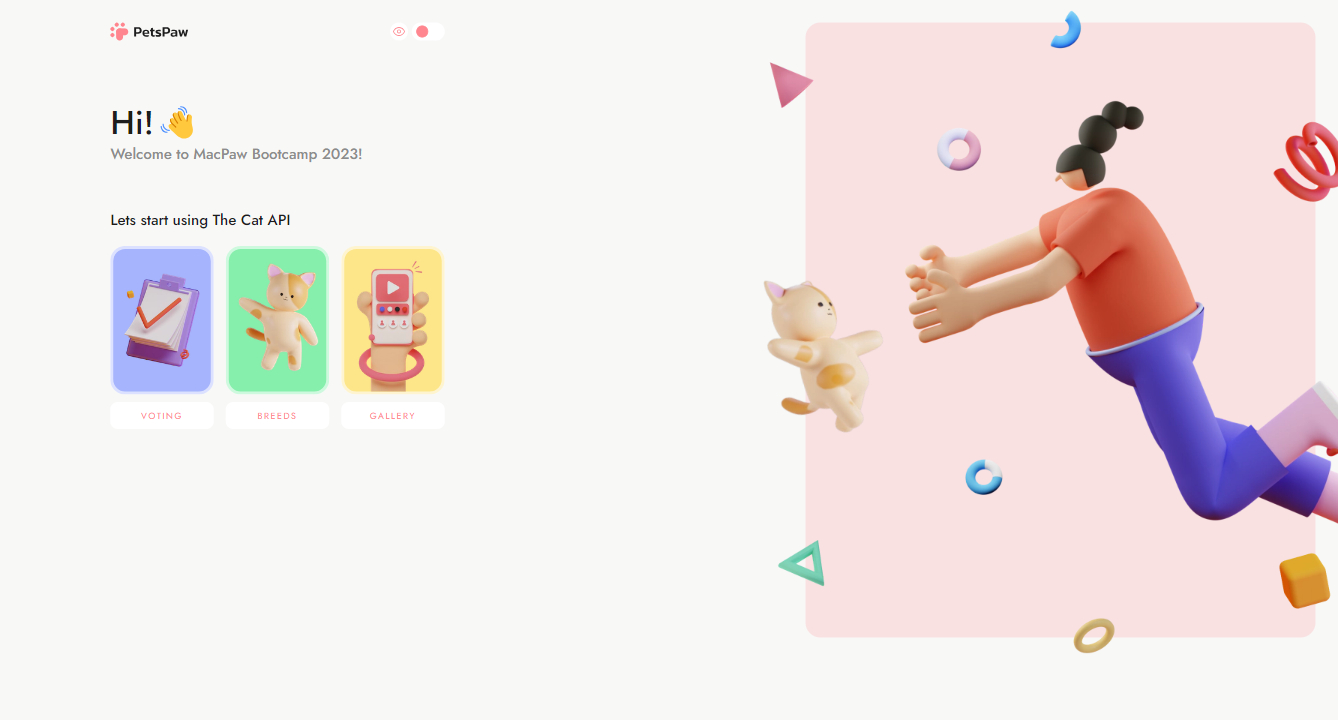 PetsPaw
Hi!
Welcome to MacPaw Bootcamp 2023!
Lets start using The Cat API
VOTING
BREEDS
GALLERY